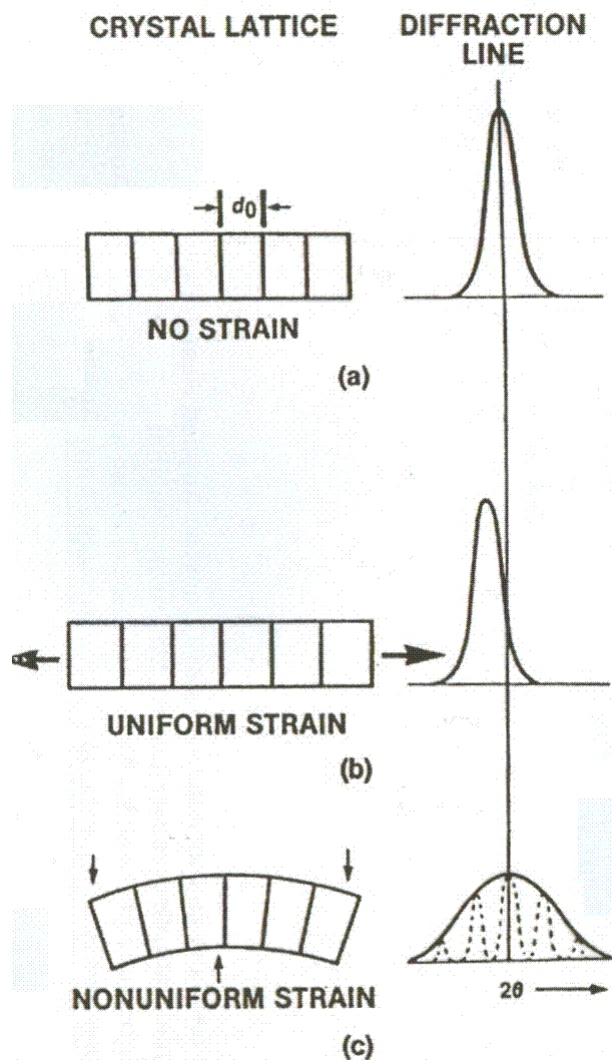 CRYSTAL LATTICE
DIFFRACTION
LINE
d0
NO STRAIN
(a)
UNIFORM STRAIN
(b)
NONUNIFORM STRAIN
2θ
(c)